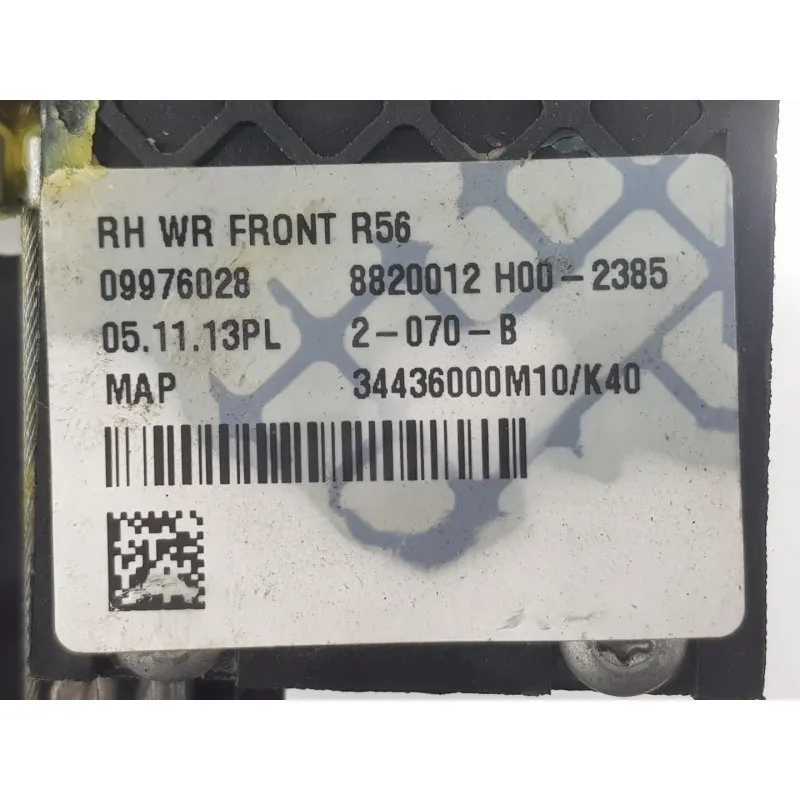 RH WR FRONT R56
09976028 8820012 H00-2385
05.11.13PL 2-070-B
MAP 34436000M10/K40